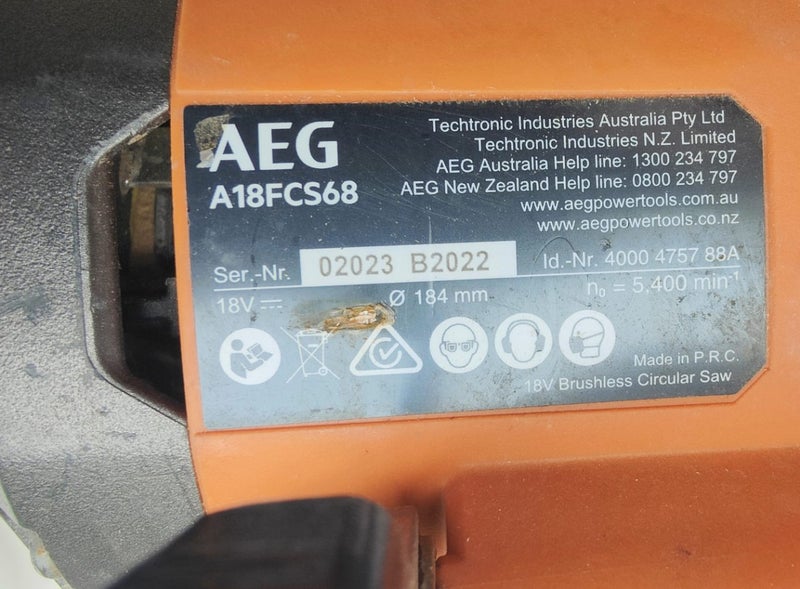 AEG
A18FCS68
Techtronic Industries Australia Pty Ltd
Techtronic Industries N.Z. Limited
AEG Australia Help line: 1300 234 797
AEG New Zealand Help line: 0800 234 797
www.aegpowertools.com.au
www.aegpowertools.co.nz
Ser.-Nr. 02023 B2022 Id.-Nr. 4000 4757 88A
18V ⎓ Ø 184 mm n₀ = 5,400 min⁻¹
Made in P.R.C.
18V Brushless Circular Saw